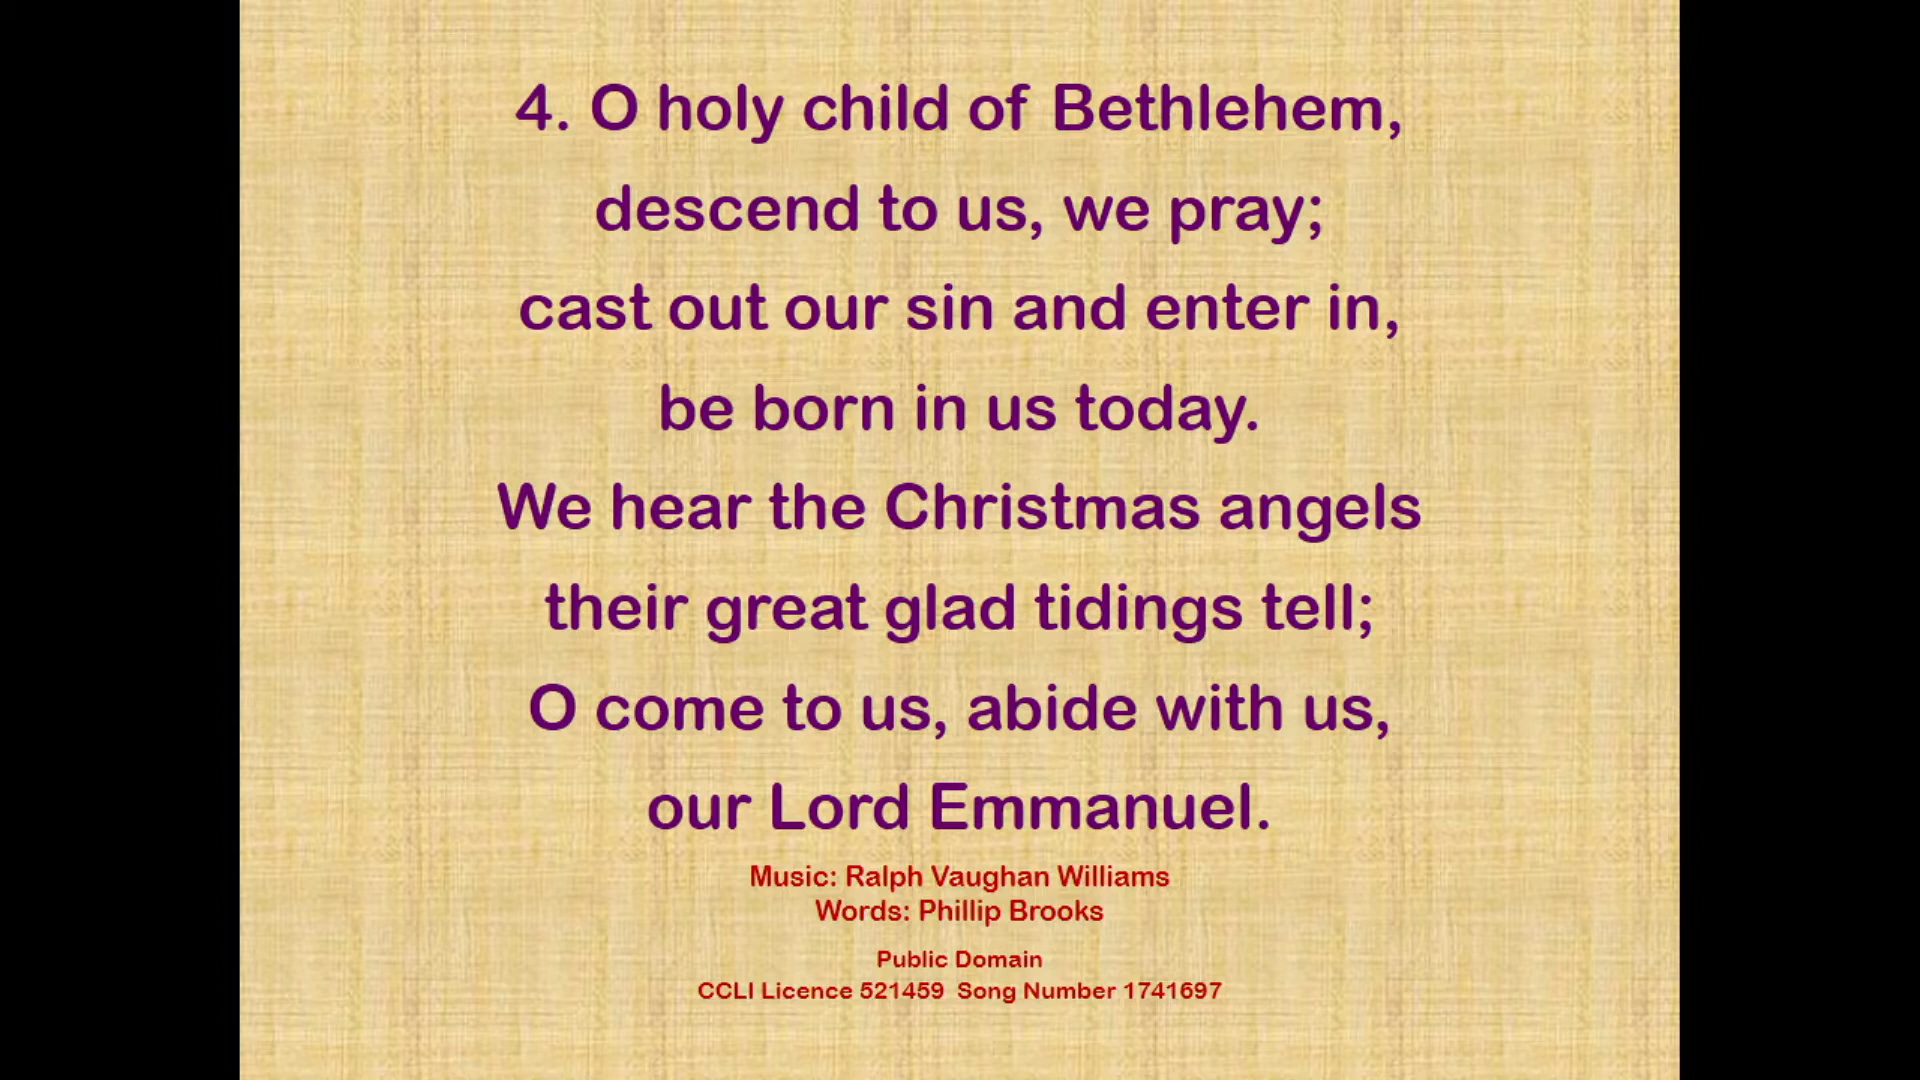 4. O holy child of Bethlehem,
descend to us, we pray;
cast out our sin and enter in,
be born in us today.
We hear the Christmas angels
their great glad tidings tell;
O come to us, abide with us,
our Lord Emmanuel.
Music: Ralph Vaughan Williams
Words: Phillip Brooks
Public Domain
CCLI Licence 521459  Song Number 1741697